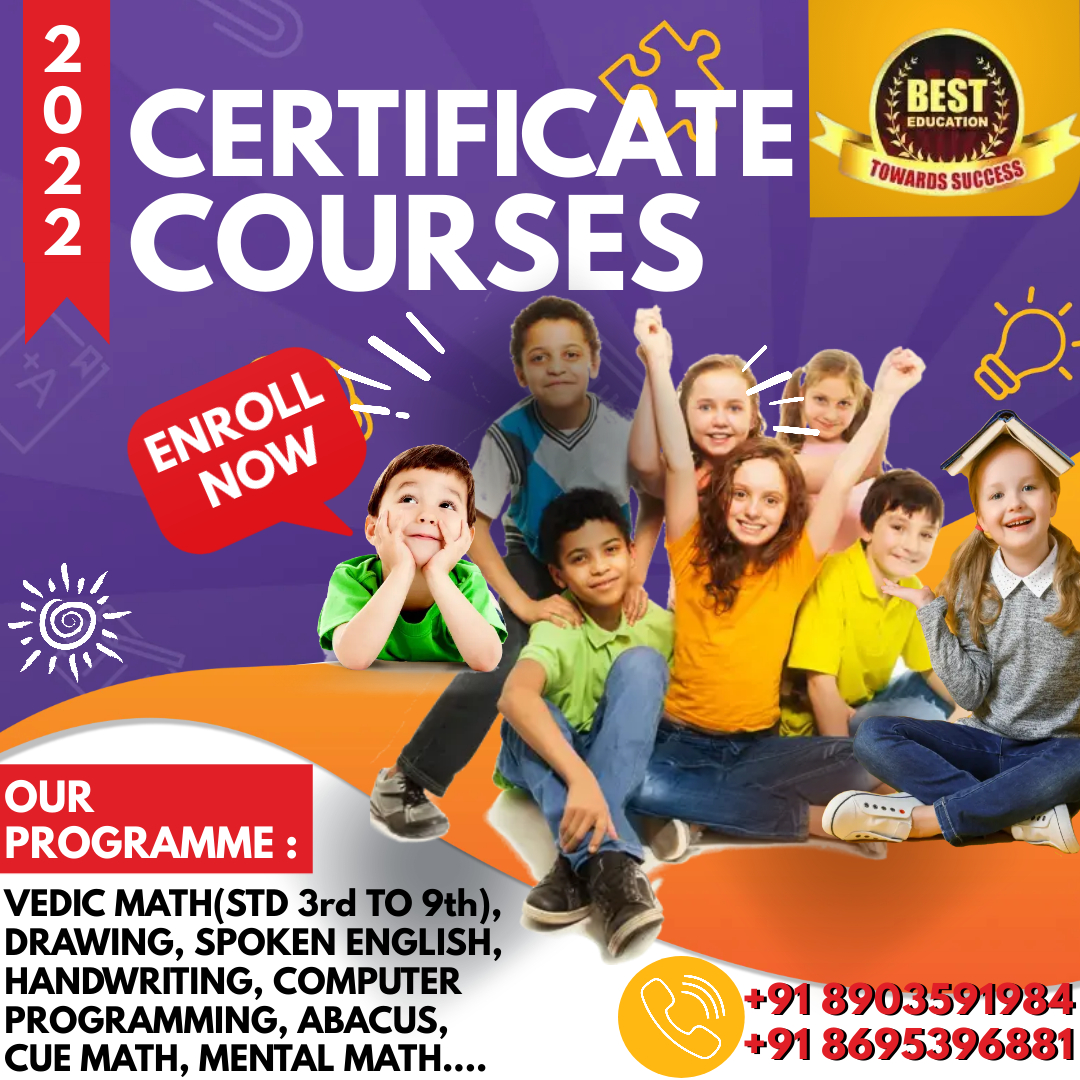 2022
CERTIFICATE
COURSES
BEST
EDUCATION
TOWARDS SUCCESS
ENROLL
NOW
OUR
PROGRAMME :
VEDIC MATH(STD 3rd TO 9th),
DRAWING, SPOKEN ENGLISH,
HANDWRITING, COMPUTER
PROGRAMMING, ABACUS,
CUE MATH, MENTAL MATH....
+91 8903591984
+91 8695396881